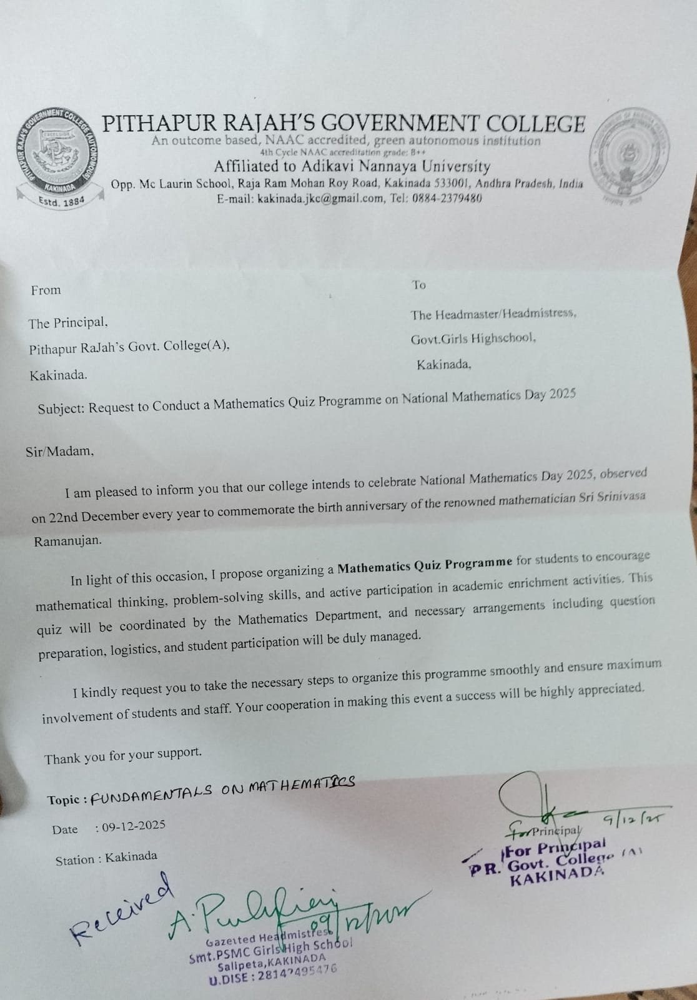 PITHAPUR RAJAH'S GOVERNMENT COLLEGE
An outcome based, NAAC accredited, green autonomous institution
4th Cycle NAAC accreditation grade: B++
Affiliated to Adikavi Nannaya University
Opp. Mc Laurin School, Raja Ram Mohan Roy Road, Kakinada 533001, Andhra Pradesh, India
E-mail: kakinada.jkc@gmail.com, Tel: 0884-2379480
PITHAPUR RAJAH'S GOVERNMENT COLLEGE (AUTONOMOUS)
KAKINADA
Estd. 1884
From
The Principal,
Pithapur RaJah's Govt. College(A),
Kakinada.
To
The Headmaster/Headmistress,
Govt.Girls Highschool,
Kakinada,
Subject: Request to Conduct a Mathematics Quiz Programme on National Mathematics Day 2025
Sir/Madam,
I am pleased to inform you that our college intends to celebrate National Mathematics Day 2025, observed
on 22nd December every year to commemorate the birth anniversary of the renowned mathematician Sri Srinivasa
Ramanujan.
In light of this occasion, I propose organizing a Mathematics Quiz Programme for students to encourage
mathematical thinking, problem-solving skills, and active participation in academic enrichment activities. This
quiz will be coordinated by the Mathematics Department, and necessary arrangements including question
preparation, logistics, and student participation will be duly managed.
I kindly request you to take the necessary steps to organize this programme smoothly and ensure maximum
involvement of students and staff. Your cooperation in making this event a success will be highly appreciated.
Thank you for your support.
Topic : FUNDAMENTALS ON MATHEMATICS
Date : 09-12-2025
Station : Kakinada
9/12/25
For Principal
For Principal
PR. Govt. College (A)
KAKINADA
Received
09/12/2025
Gazetted Headmistress
Smt.PSMC Girls High School
Salipeta,KAKINADA
U.DISE :